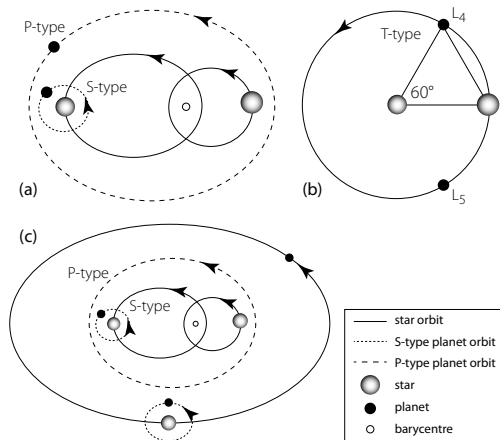 P-type
S-type
(a)
T-type
L4
60°
L5
(b)
(c)
P-type
S-type
star orbit
S-type planet orbit
P-type planet orbit
star
planet
barycentre